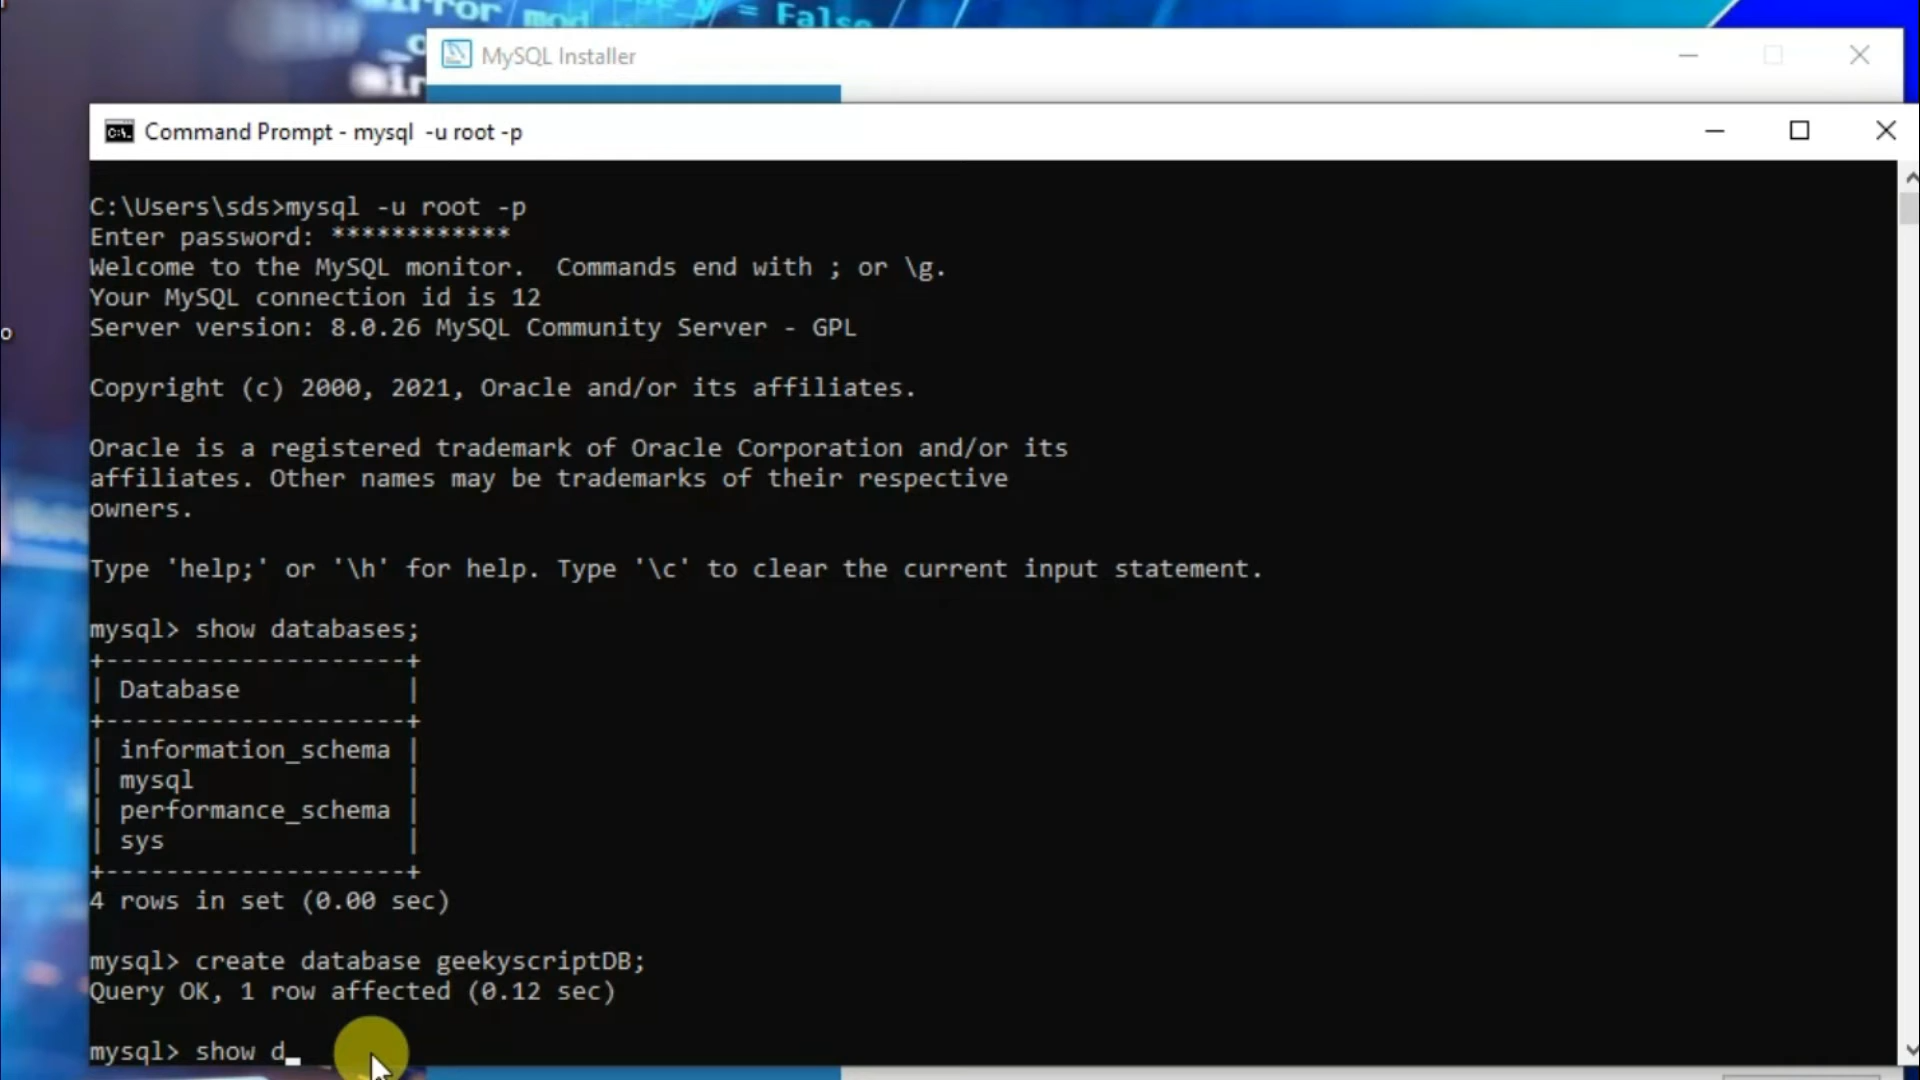 irror mod
= False
MySQL Installer
Command Prompt - mysql  -u root -p
C:\Users\sds>mysql -u root -p
Enter password: ************
Welcome to the MySQL monitor.  Commands end with ; or \g.
Your MySQL connection id is 12
Server version: 8.0.26 MySQL Community Server - GPL
Copyright (c) 2000, 2021, Oracle and/or its affiliates.
Oracle is a registered trademark of Oracle Corporation and/or its
affiliates. Other names may be trademarks of their respective
owners.
Type 'help;' or '\h' for help. Type '\c' to clear the current input statement.
mysql> show databases;
+--------------------+
| Database           |
+--------------------+
| information_schema |
| mysql              |
| performance_schema |
| sys                |
+--------------------+
4 rows in set (0.00 sec)
mysql> create database geekyscriptDB;
Query OK, 1 row affected (0.12 sec)
mysql> show d_